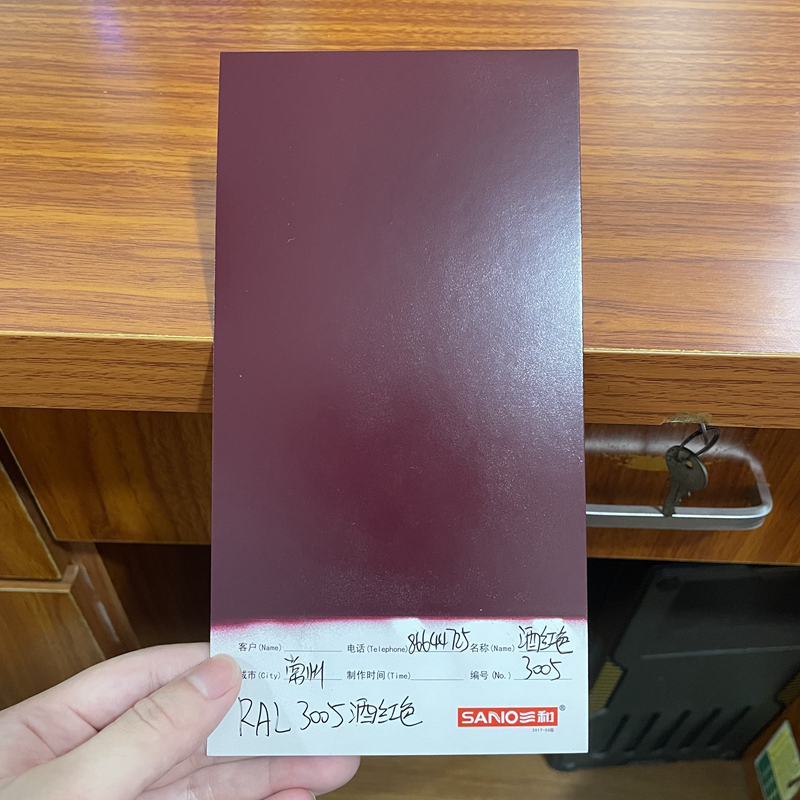 客户(Name) 电话(Telephone) 86644725 名称(Name) 酒红色
城市(City) 常州 制作时间(Time) 编号(No.) 3005
RAL 3005 酒红色
SANO三和®